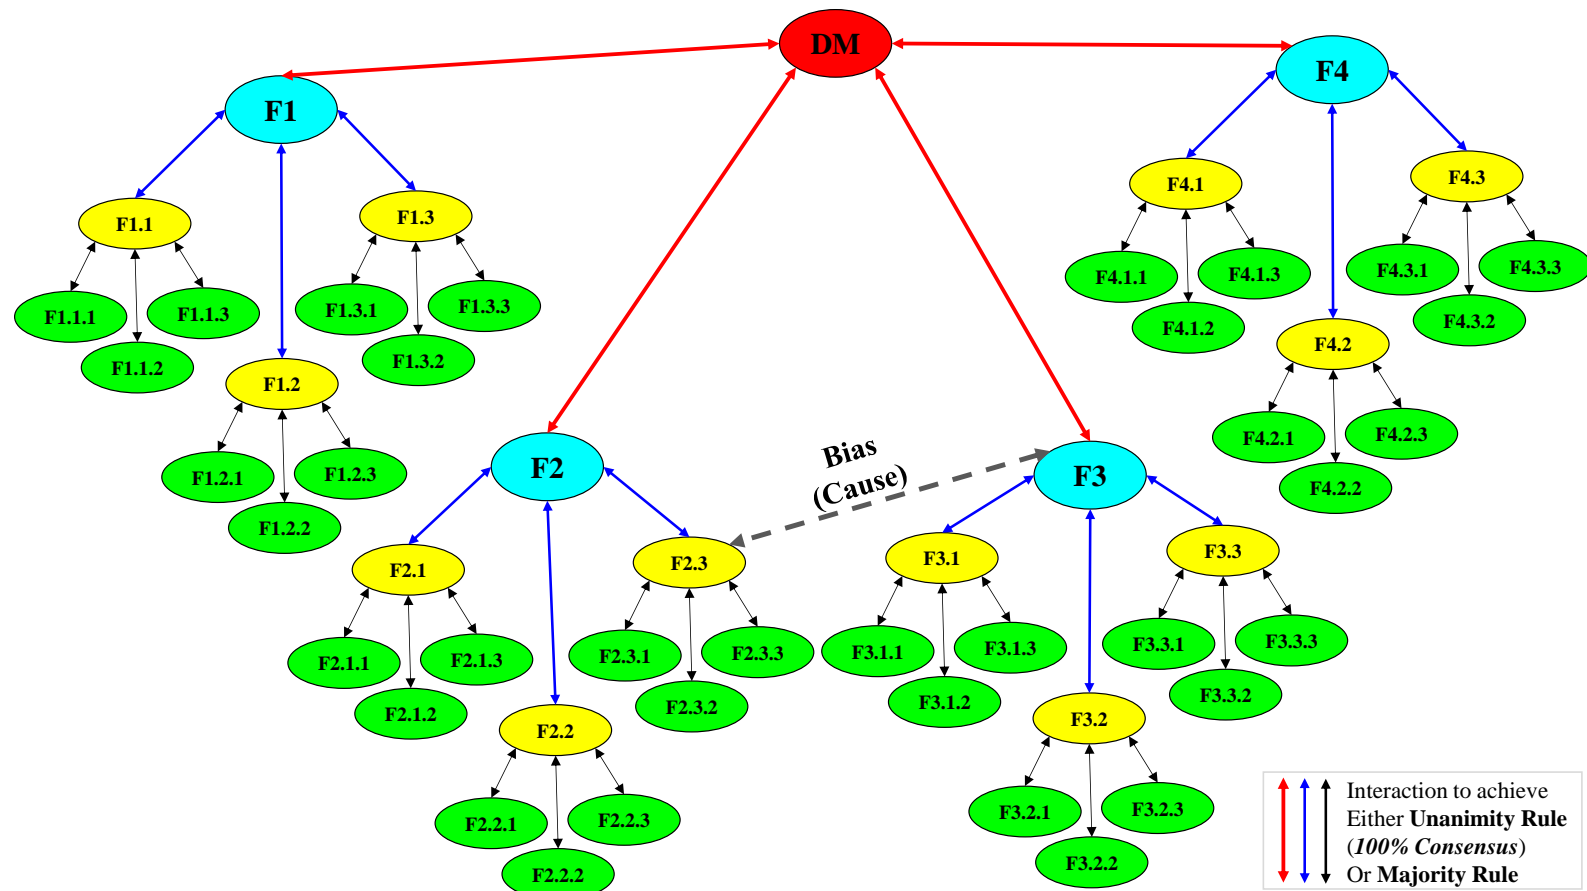 DM
F1
F4
F1.1
F1.3
F4.1
F4.3
F1.1.1
F1.1.3
F1.1.2
F1.3.1
F1.3.3
F1.3.2
F4.1.1
F4.1.3
F4.1.2
F4.3.1
F4.3.3
F4.3.2
F1.2
F4.2
F1.2.1
F1.2.3
F1.2.2
F4.2.1
F4.2.3
F4.2.2
F2
Bias
(Cause)
F3
F2.1
F2.3
F3.1
F3.3
F2.1.1
F2.1.3
F2.1.2
F2.3.1
F2.3.3
F2.3.2
F3.1.1
F3.1.3
F3.1.2
F3.3.1
F3.3.3
F3.3.2
F2.2
F3.2
F2.2.1
F2.2.3
F2.2.2
F3.2.1
F3.2.3
F3.2.2
Interaction to achieve
Either Unanimity Rule
(100% Consensus)
Or Majority Rule